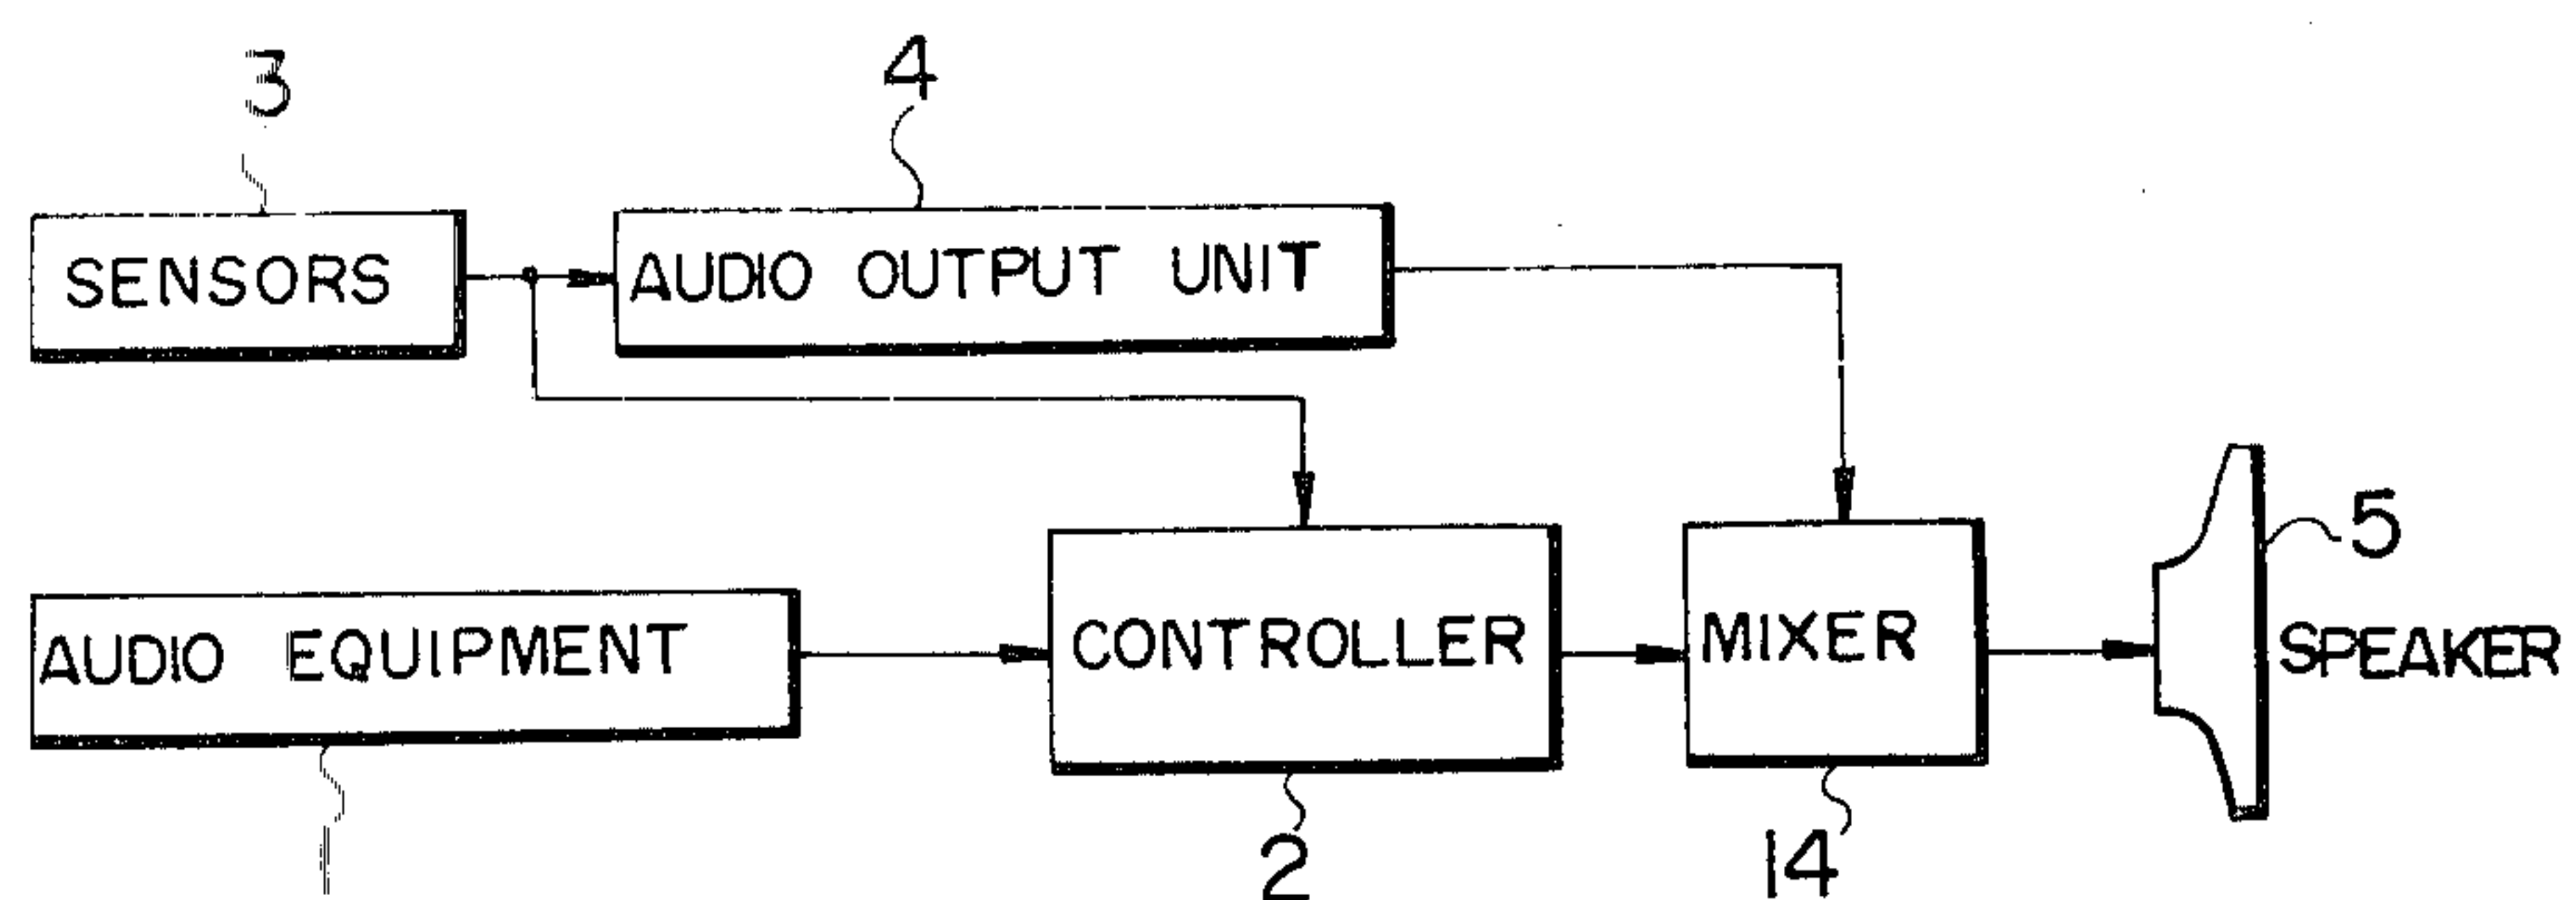 3
4
SENSORS
AUDIO OUTPUT UNIT
5
AUDIO EQUIPMENT
CONTROLLER
MIXER
SPEAKER
1
2
14